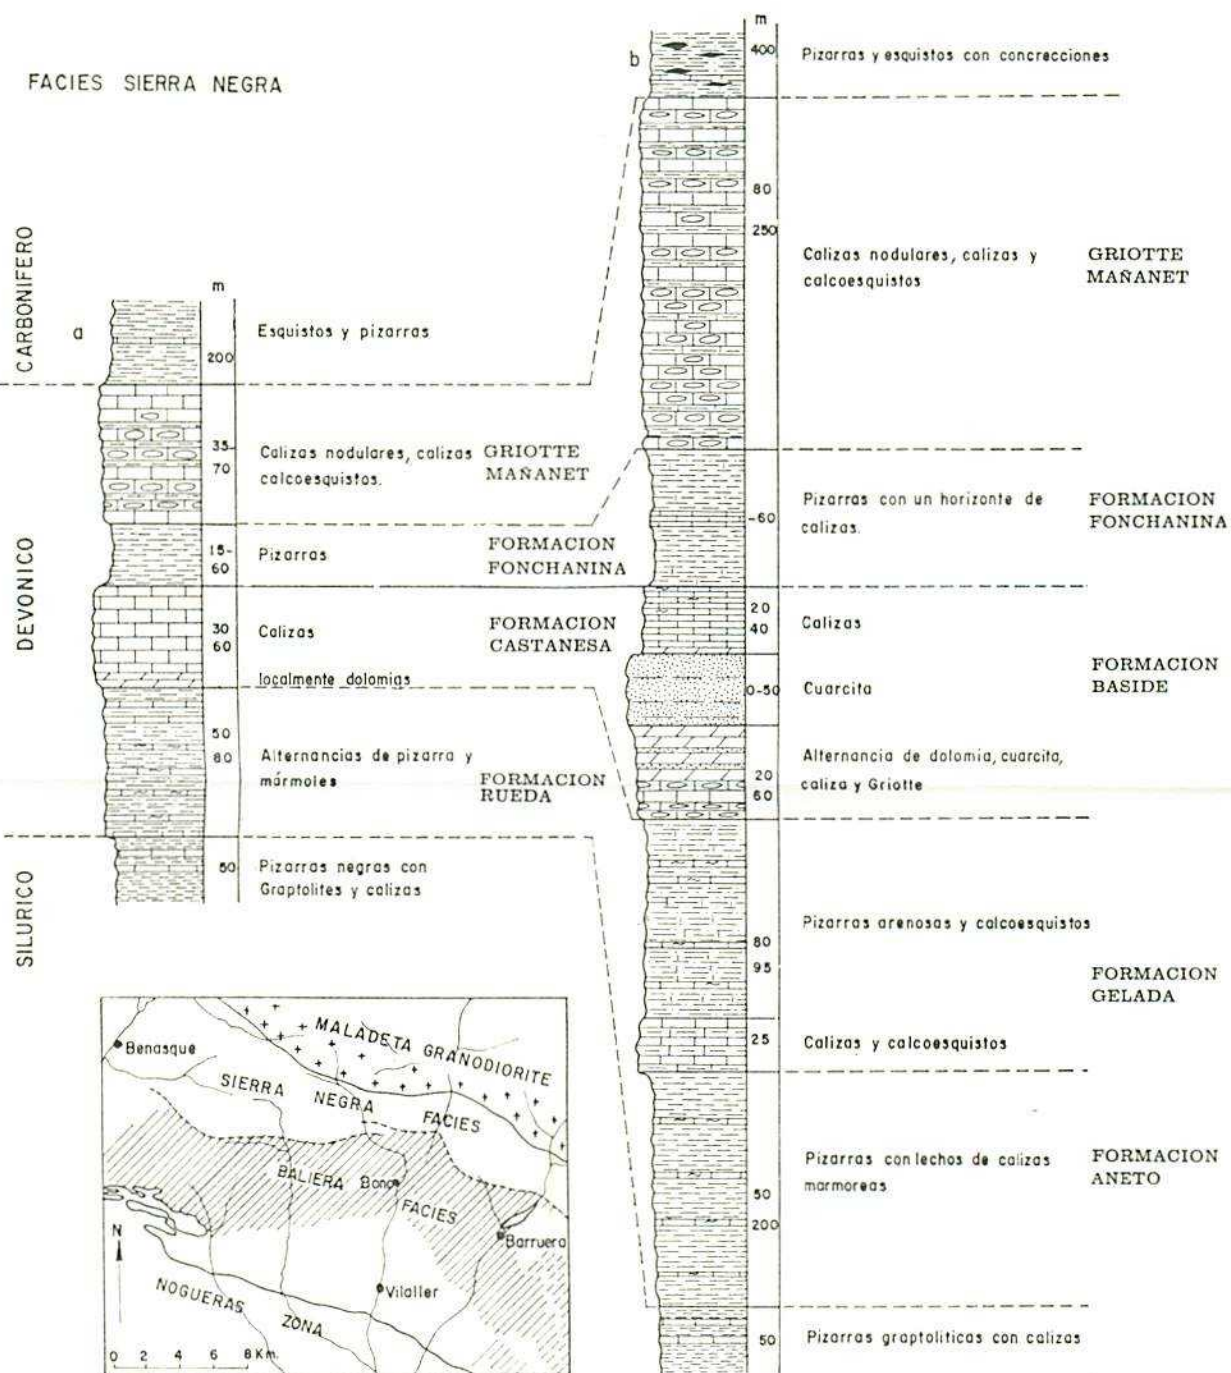 FACIES SIERRA NEGRA
CARBONIFERO
DEVONICO
SILURICO
a
m
200
Esquistos y pizarras
35-
70
Calizas nodulares, calizas
calcoesquistos.
GRIOTTE
MAÑANET
15-
60
Pizarras
FORMACION
FONCHANINA
30
60
Calizas
FORMACION
CASTANESA
localmente dolomias
50
80
Alternancias de pizarra y
mármoles
FORMACION
RUEDA
50
Pizarras negras con
Graptolites y calizas
b
m
400
Pizarras y esquistos con concrecciones
80
250
Calizas nodulares, calizas y
calcoesquistos
GRIOTTE
MAÑANET
-60
Pizarras con un horizonte de
calizas.
FORMACION
FONCHANINA
20
40
Calizas
FORMACION
BASIDE
0-50
Cuarcita
20
60
Alternancia de dolomia, cuarcita,
caliza y Griotte
80
95
Pizarras arenosas y calcoesquistos
FORMACION
GELADA
25
Calizas y calcoesquistos
50
200
Pizarras con lechos de calizas
marmoreas
FORMACION
ANETO
50
Pizarras graptoliticas con calizas
MALADETA GRANODIORITE
Benasque
SIERRA NEGRA FACIES
BALIERA FACIES
Bono
Barruera
N
Vilaller
NOGUERAS ZONA
0 2 4 6 8 Km.